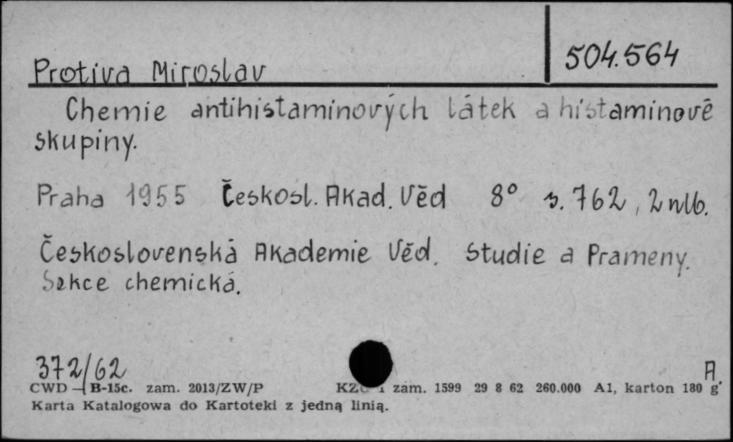 Protiva Miroslav 504.564
Chemie antihistaminových látek a histaminové
skupiny.
Praha 1955 Českosl. Akad. Věd 8° s. 762, 2 nlb.
Československá Akademie Věd. Studie a Prameny.
Sekce chemická.
372/62
CWD — B-15c. zam. 2013/ZW/P KZG 1 zam. 1599 29 8 62 260.000 A1, karton 180 g
Karta Katalogowa do Kartoteki z jedną linią.
A